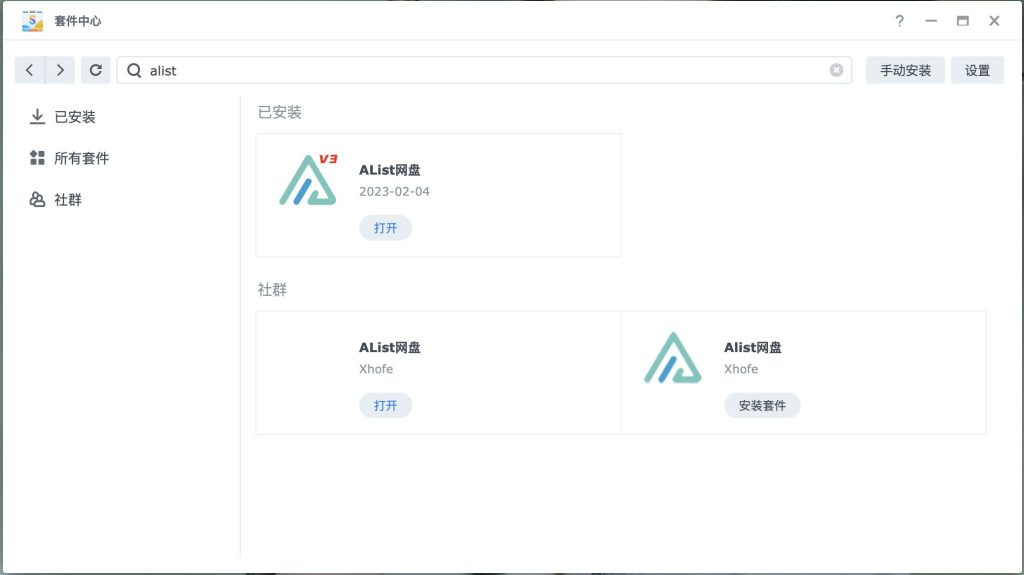 套件中心
alist
手动安装
设置
已安装
所有套件
社群
已安装
V3
AList网盘
2023-02-04
打开
社群
AList网盘
Xhofe
打开
Alist网盘
Xhofe
安装套件